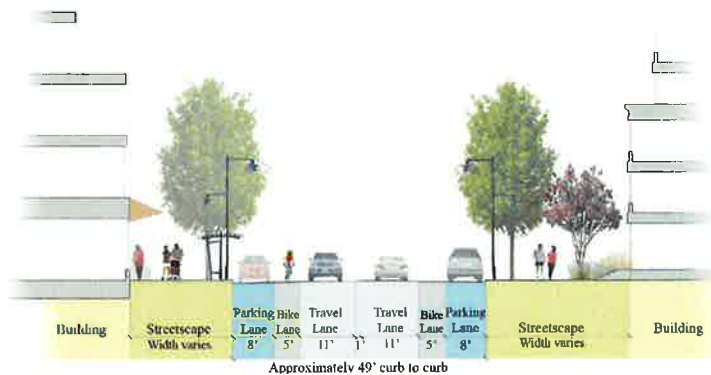 Building
Streetscape
Width varies
Parking
Lane
8'
Bike
Lane
5'
Travel
Lane
11'
1'
Travel
Lane
11'
Bike
Lane
5'
Parking
Lane
8'
Streetscape
Width varies
Building
Approximately 49' curb to curb